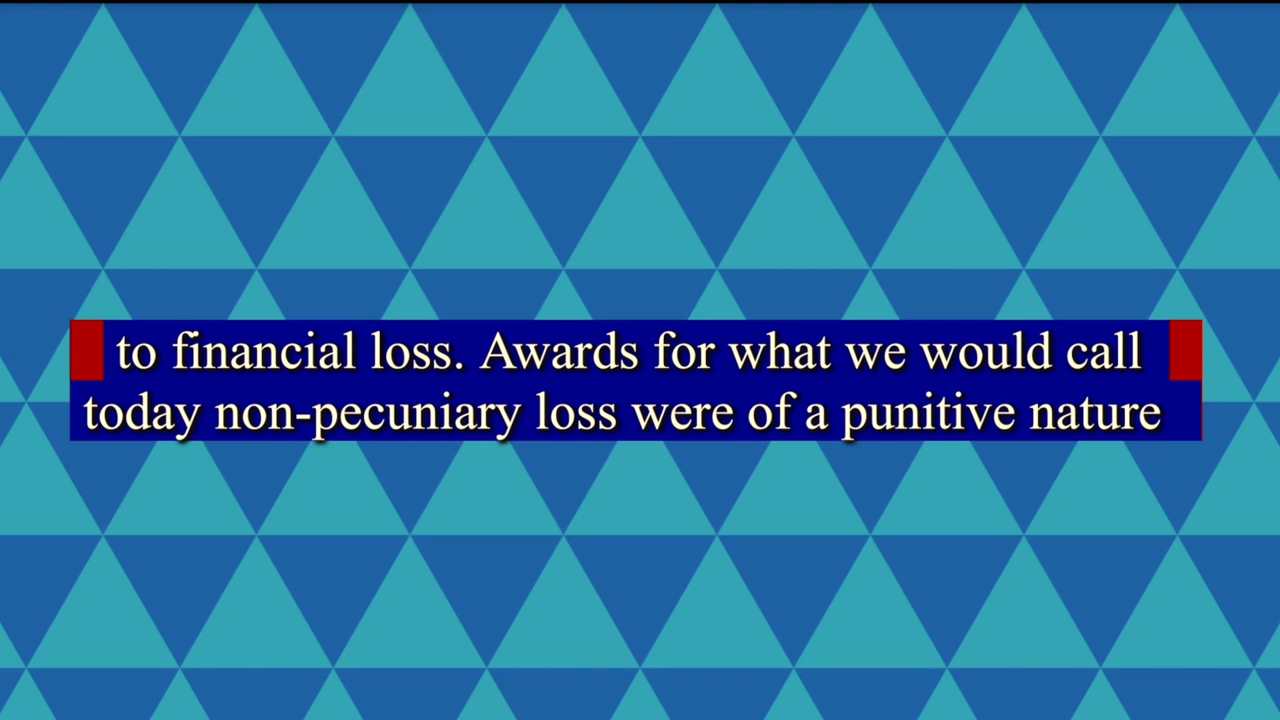 to financial loss. Awards for what we would call
today non-pecuniary loss were of a punitive nature